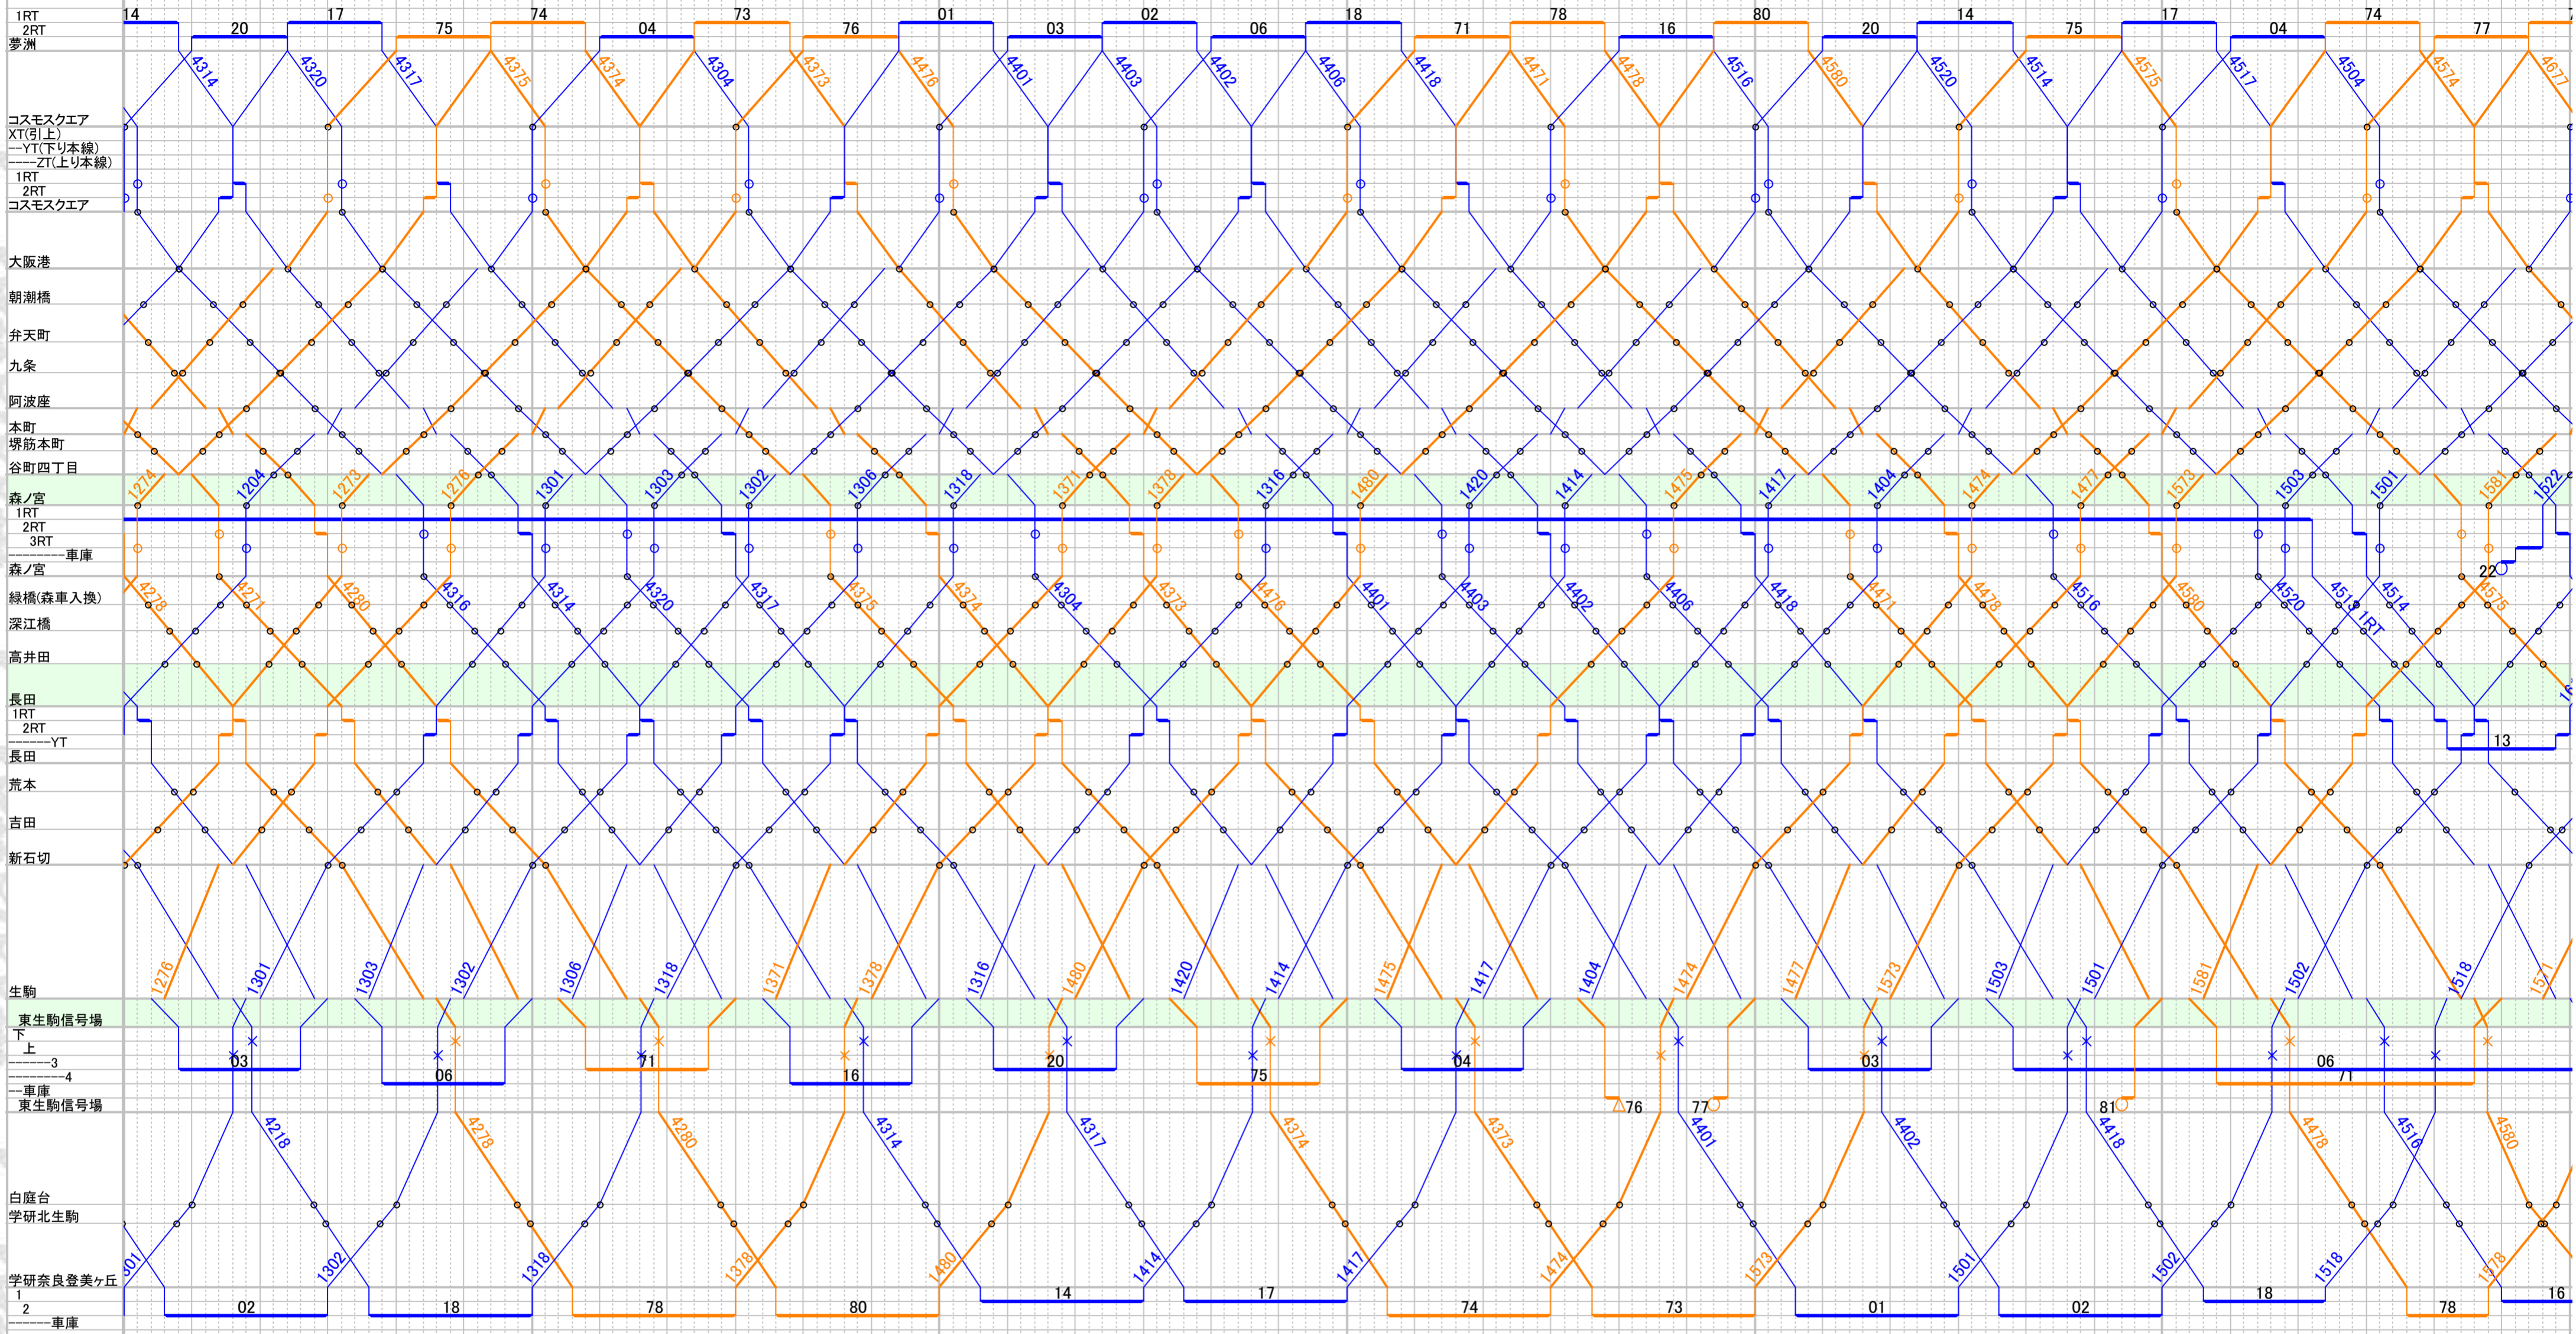 14 17 74 73 01 02 18 78 80 14 17 74
20 75 04 76 03 06 71 16 20 75 04 77
1RT
2RT
夢洲
4314 4320 4317 4375 4374 4304 4373 4476 4401 4403 4402 4406 4418 4471 4478 4516 4580 4520 4514 4575 4517 4504 4574 4677
コスモスクエア
XT(引上)
--YT(下り本線)
----ZT(上り本線)
1RT
2RT
コスモスクエア
大阪港
朝潮橋
弁天町
九条
阿波座
本町
堺筋本町
谷町四丁目
1274 1204 1273 1276 1301 1303 1302 1306 1318 1371 1378 1316 1480 1420 1414 1475 1417 1404 1474 1477 1573 1503 1501 1581 1522
森ノ宮
1RT
2RT
3RT
--------車庫
森ノ宮
22
4278 4271 4280 4316 4314 4320 4317 4375 4374 4304 4373 4476 4401 4403 4402 4406 4418 4471 4478 4516 4580 4520 4513 1RT 4514 4575
緑橋(森車入換)
深江橋
高井田
長田
1RT
2RT
------YT
13
長田
荒本
吉田
新石切
1276 1301 1303 1302 1306 1318 1371 1378 1316 1480 1420 1414 1475 1417 1404 1474 1477 1573 1503 1501 1581 1502 1518 1571
生駒
東生駒信号場
下
上
------3
03 71 20 04 03 06
--------4
06 16 75 71
--車庫
東生駒信号場
76 77 81
4218 4278 4280 4314 4317 4374 4373 4401 4402 4418 4478 4516 4580
白庭台
学研北生駒
301 1302 1318 1378 1480 1414 1417 1474 1573 1501 1502 1518 1578
学研奈良登美ヶ丘
1
14 17 18 16
2
02 18 78 80 74 73 01 02 78
------車庫